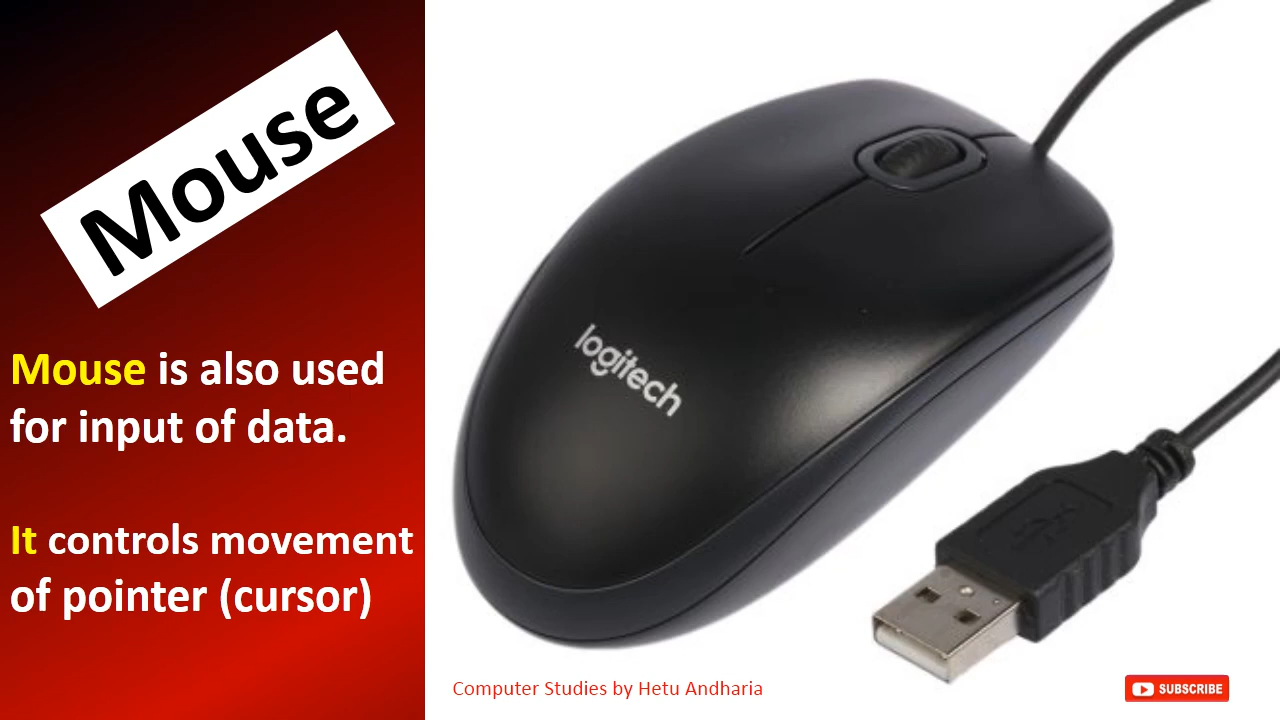 Mouse
Mouse is also used
for input of data.
It controls movement
of pointer (cursor)
logitech
Computer Studies by Hetu Andharia
SUBSCRIBE